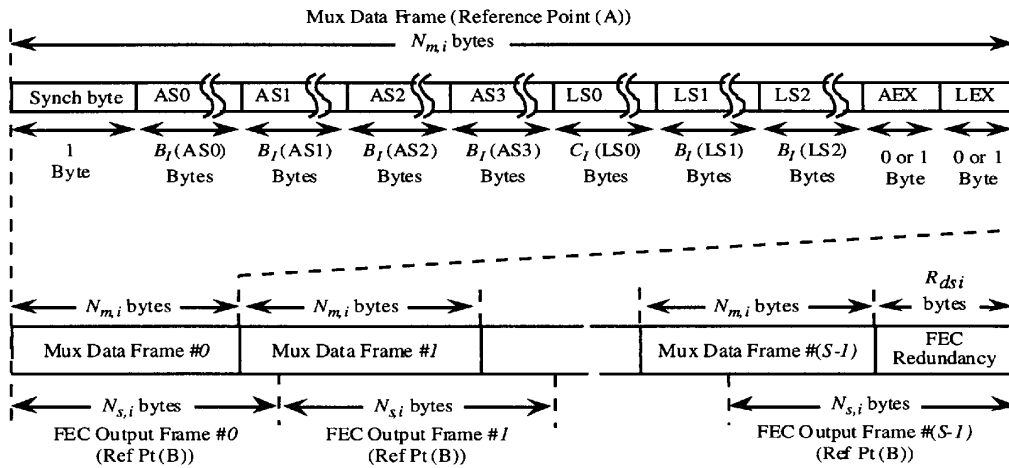 Mux Data Frame (Reference Point (A))
N_{m,i} bytes
Synch byte AS0 AS1 AS2 AS3 LS0 LS1 LS2 AEX LEX
1 B_I(AS0) B_I(AS1) B_I(AS2) B_I(AS3) C_I(LS0) B_I(LS1) B_I(LS2) 0 or 1 0 or 1
Byte Bytes Bytes Bytes Bytes Bytes Bytes Bytes Byte Byte
R_{dsi}
N_{m,i} bytes N_{m,i} bytes N_{m,i} bytes bytes
Mux Data Frame #0 Mux Data Frame #1 Mux Data Frame #(S-1) FEC
Redundancy
N_{s,i} bytes N_{s,i} bytes N_{s,i} bytes
FEC Output Frame #0 FEC Output Frame #1 FEC Output Frame #(S-1)
(Ref Pt (B)) (Ref Pt (B)) (Ref Pt (B))